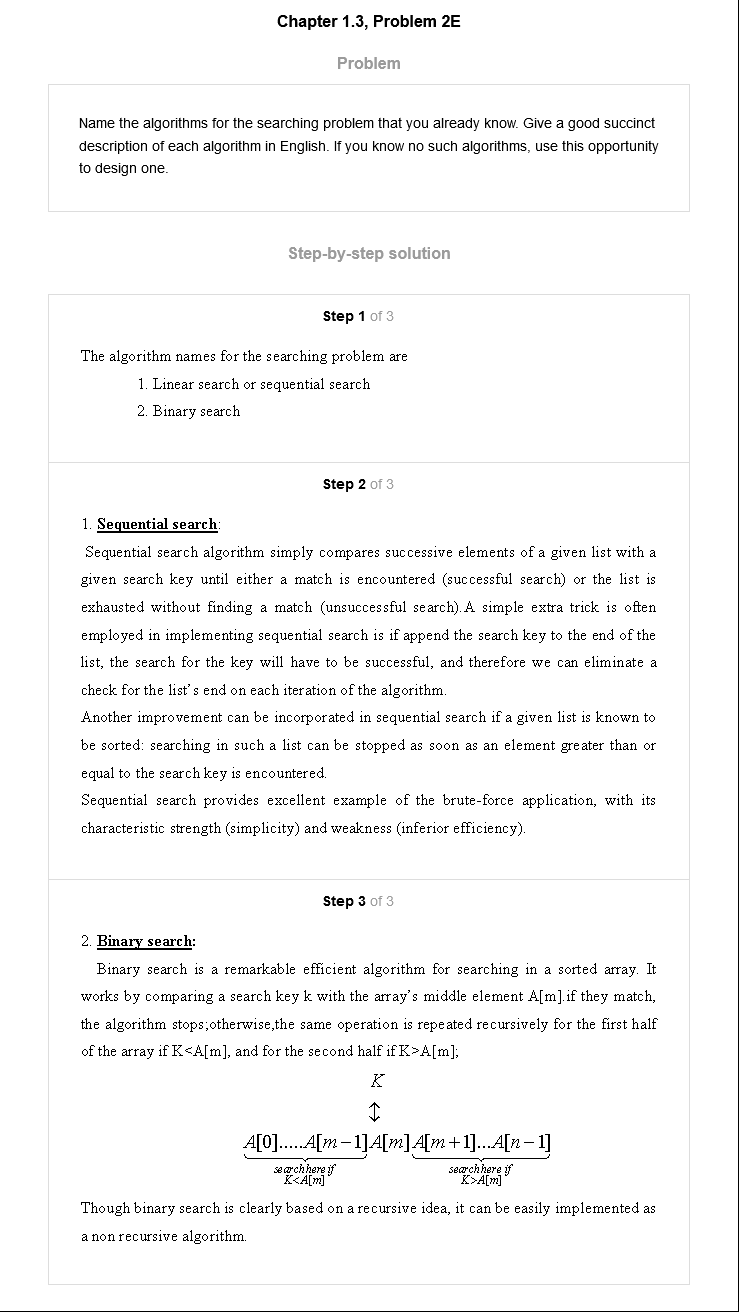 Chapter 1.3, Problem 2E
Problem
Name the algorithms for the searching problem that you already know. Give a good succinct
description of each algorithm in English. If you know no such algorithms, use this opportunity
to design one.
Step-by-step solution
Step 1 of 3
The algorithm names for the searching problem are
1. Linear search or sequential search
2. Binary search
Step 2 of 3
1. Sequential search:
Sequential search algorithm simply compares successive elements of a given list with a
given search key until either a match is encountered (successful search) or the list is
exhausted without finding a match (unsuccessful search).A simple extra trick is often
employed in implementing sequential search is if append the search key to the end of the
list, the search for the key will have to be successful, and therefore we can eliminate a
check for the list's end on each iteration of the algorithm.
Another improvement can be incorporated in sequential search if a given list is known to
be sorted: searching in such a list can be stopped as soon as an element greater than or
equal to the search key is encountered.
Sequential search provides excellent example of the brute-force application, with its
characteristic strength (simplicity) and weakness (inferior efficiency).
Step 3 of 3
2. Binary search:
Binary search is a remarkable efficient algorithm for searching in a sorted array. It
works by comparing a search key k with the array's middle element A[m].if they match,
the algorithm stops;otherwise,the same operation is repeated recursively for the first half
of the array if K<A[m], and for the second half if K>A[m];
K
↕
A[0].....A[m-1]A[m]A[m+1]...A[n-1]
search here if search here if
K<A[m] K>A[m]
Though binary search is clearly based on a recursive idea, it can be easily implemented as
a non recursive algorithm.